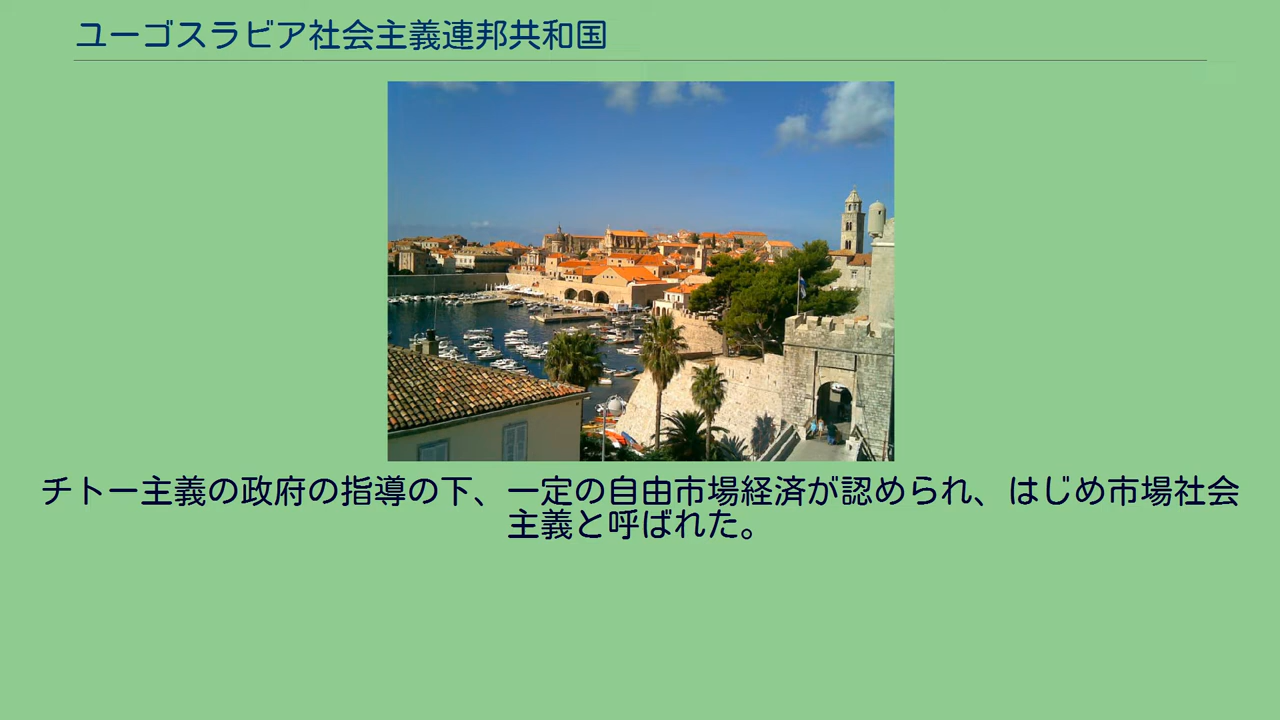 ユーゴスラビア社会主義連邦共和国
チトー主義の政府の指導の下、一定の自由市場経済が認められ、はじめ市場社会
主義と呼ばれた。